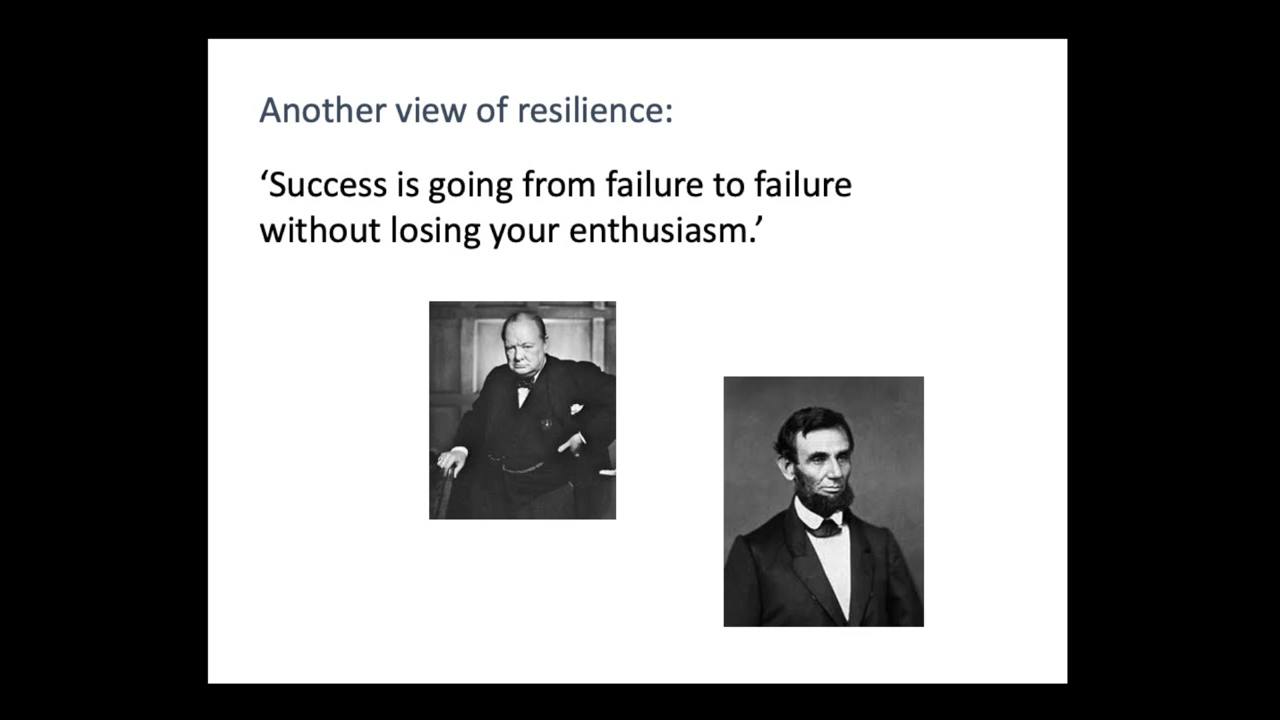 Another view of resilience:
‘Success is going from failure to failure
without losing your enthusiasm.’